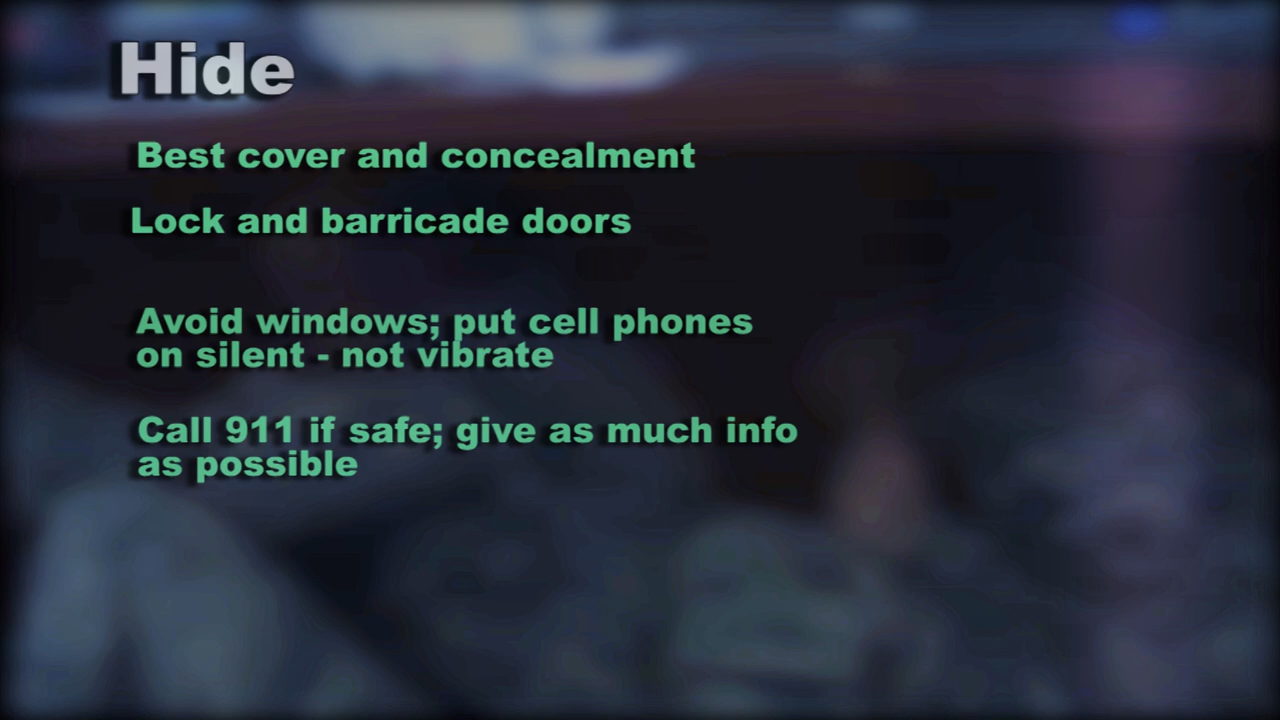 Hide
Best cover and concealment
Lock and barricade doors
Avoid windows; put cell phones
on silent - not vibrate
Call 911 if safe; give as much info
as possible